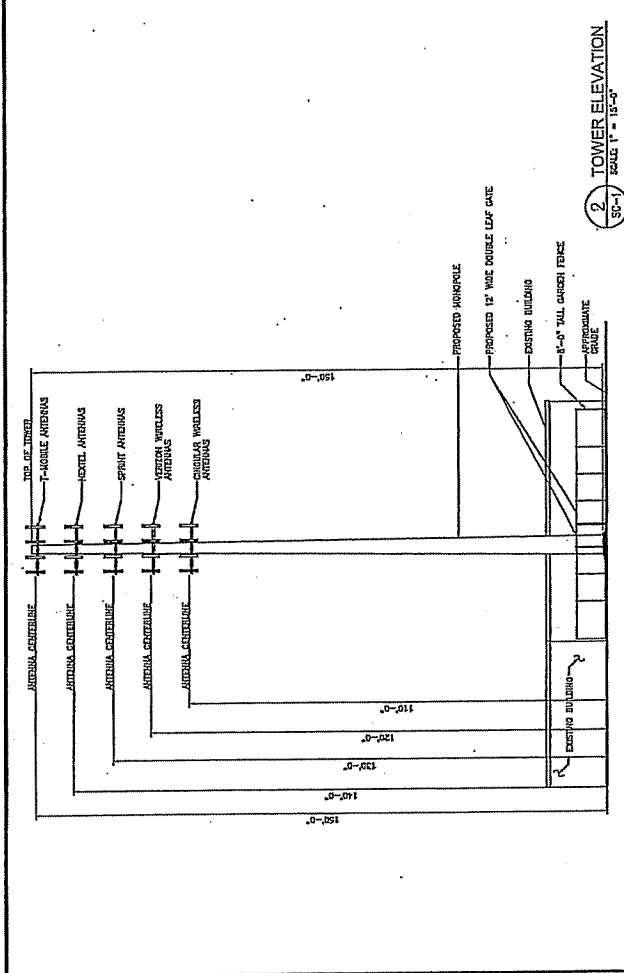 TOP OF TOWER
T-MOBILE ANTENNAS
NEXTEL ANTENNAS
SPRINT ANTENNAS
VERIZON WIRELESS
ANTENNAS
CINGULAR WIRELESS
ANTENNAS
ANTENNA CENTERLINE
ANTENNA CENTERLINE
ANTENNA CENTERLINE
ANTENNA CENTERLINE
ANTENNA CENTERLINE
150'-0"
PROPOSED MONOPOLE
PROPOSED 12' WIDE DOUBLE LEAF GATE
EXISTING BUILDING
8'-0" TALL GARDEN FENCE
APPROXIMATE
GRADE
EXISTING BUILDING
110'-0"
120'-0"
130'-0"
140'-0"
150'-0"
2 TOWER ELEVATION
SC-1 SCALE: 1" = 15'-0"